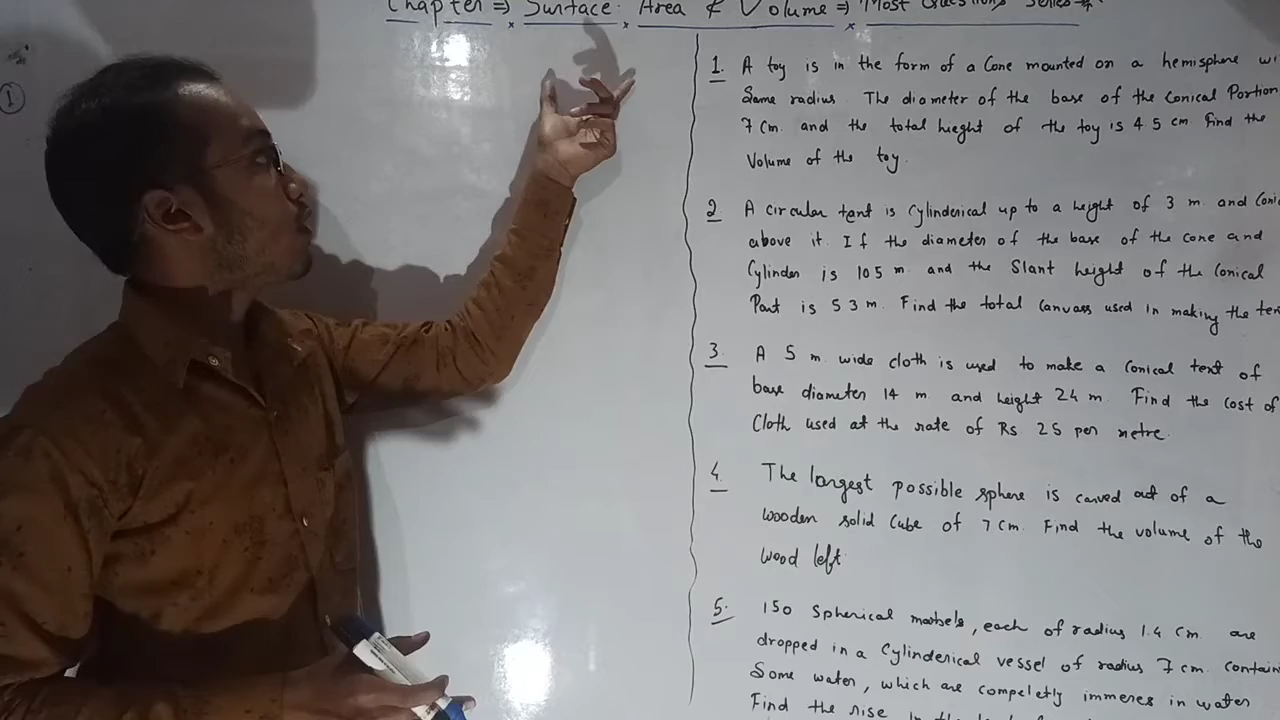 Chapter ⇒ Surface Area & Volume ⇒ Most Questions Series
1
1. A toy is in the form of a Cone mounted on a hemisphere
Same radius. The diameter of the base of the Conical Portion
7 cm and the total hieght of the toy is 4 5 cm find the
Volume of the toy.
2 A circular tent is Cylinderical up to a height of 3 m and
above it. If the diameter of the base of the cone and
Cylinder is 105 m and the Slant height of the Conical
Part is 53 m. Find the total Canvass used in making the
3. A 5 m wide cloth is used to make a conical tent of
base diameter 14 m and height 24 m. Find the cost of
Cloth used at the rate of Rs 25 per metre.
4. The largest possible sphere is carved out of a
wooden solid Cube of 7 cm. Find the volume of the
wood left.
5. 150 Spherical marbels, each of radius 1.4 cm are
dropped in a Cylinderical vessel of radius 7 cm
Some water, which are compeletly immeres in water
Find the rise in the